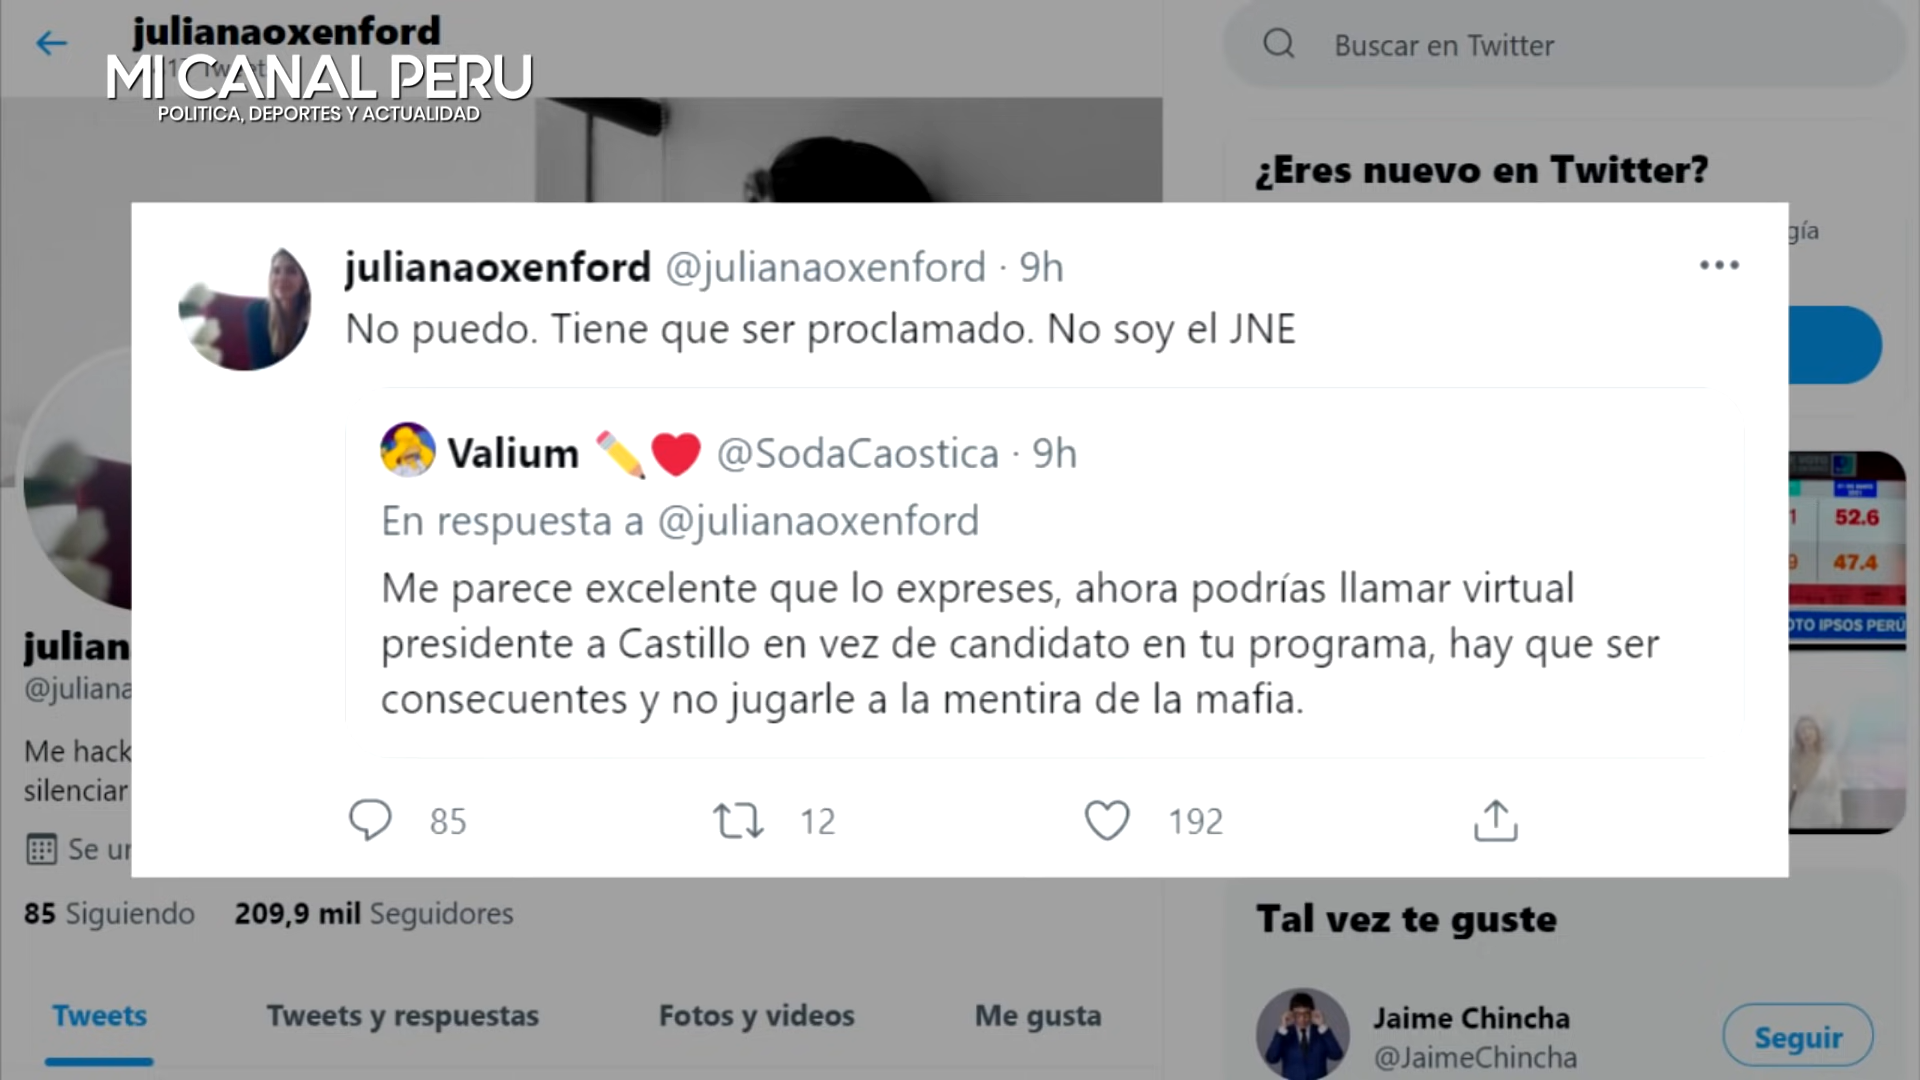 julianaoxenford
MI CANAL PERU
POLITICA, DEPORTES Y ACTUALIDAD
Buscar en Twitter
¿Eres nuevo en Twitter?
gía
julianaoxenford @julianaoxenford · 9h
No puedo. Tiene que ser proclamado. No soy el JNE
Valium ✏️❤️ @SodaCaostica · 9h
En respuesta a @julianaoxenford
Me parece excelente que lo expreses, ahora podrías llamar virtual
presidente a Castillo en vez de candidato en tu programa, hay que ser
consecuentes y no jugarle a la mentira de la mafia.
85 12 192
52.6
47.4
OTO IPSOS PERÚ
julian
@juliana
Me hack
silenciar
Se un
85 Siguiendo 209,9 mil Seguidores
Tweets Tweets y respuestas Fotos y videos Me gusta
Tal vez te guste
Jaime Chincha
@JaimeChincha
Seguir